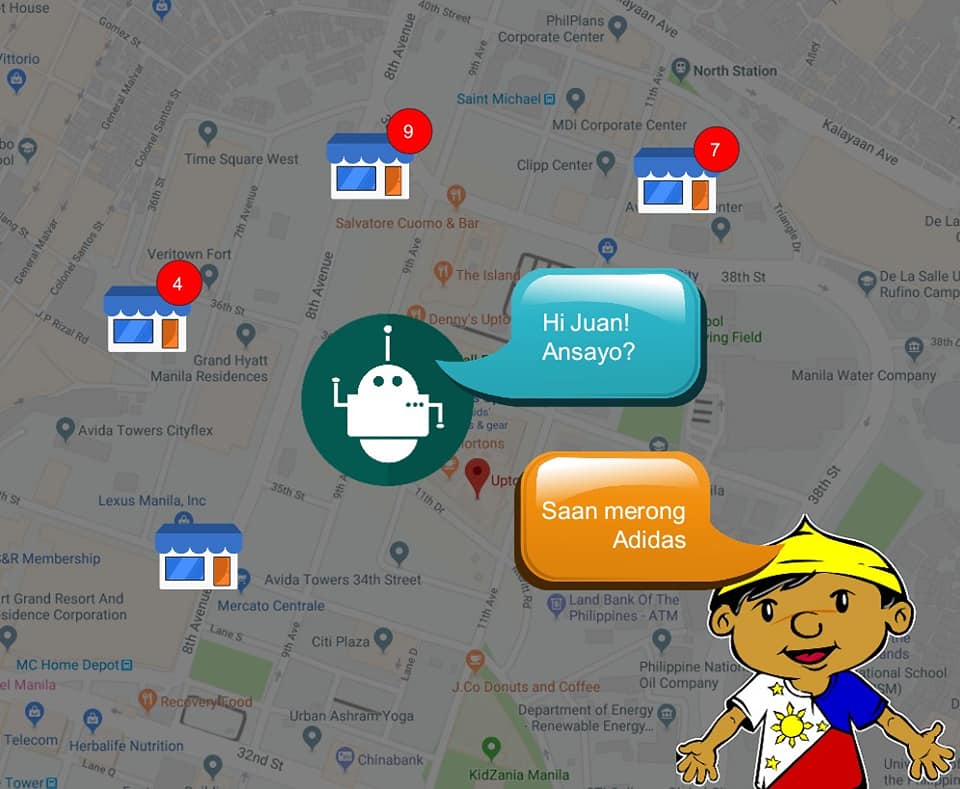 Gomez St
40th Street
PhilPlans
Corporate Center
8th Avenue
9th Ave
11th Ave
North Station
General Malvar
Colonel Santos St
Saint Michael
MDi Corporate Center
Kalayaan Ave
Time Square West
9
7
Clipp Center
36th St
7th Avenue
Salvatore Cuomo & Bar
Triangle Dr
General Malvar
Colonel Santos St
Veritown Fort
9th Ave
8th Avenue
The Island
38th St
De La Salle U
Rufino Camp
4
36th St
J.P. Rizal Rd
Denny's Upto
Hi Juan!
Ansayo?
Grand Hyatt
Manila Residences
Manila Water Company
& gear
Avida Towers Cityflex
35th St
11th Dr
Upto
38th St
Lexus Manila, Inc
Saan merong
Adidas
S&R Membership
Avida Towers 34th Street
Mercato Centrale
rt Grand Resort And
sidence Corporation
8th Avenue
Lane S
9th Ave
Citi Plaza
Lane D
11th Ave
Land Bank Of The
Philippines - ATM
MC Home Depot
el Manila
RecoveryFood
J.Co Donuts and Coffee
Philippine Nation
Oil Company
Urban Ashram Yoga
Department of Energy
- Renewable Energy...
Telecom
Herbalife Nutrition
32nd St
Lane Q
Chinabank
KidZania Manila
Tower